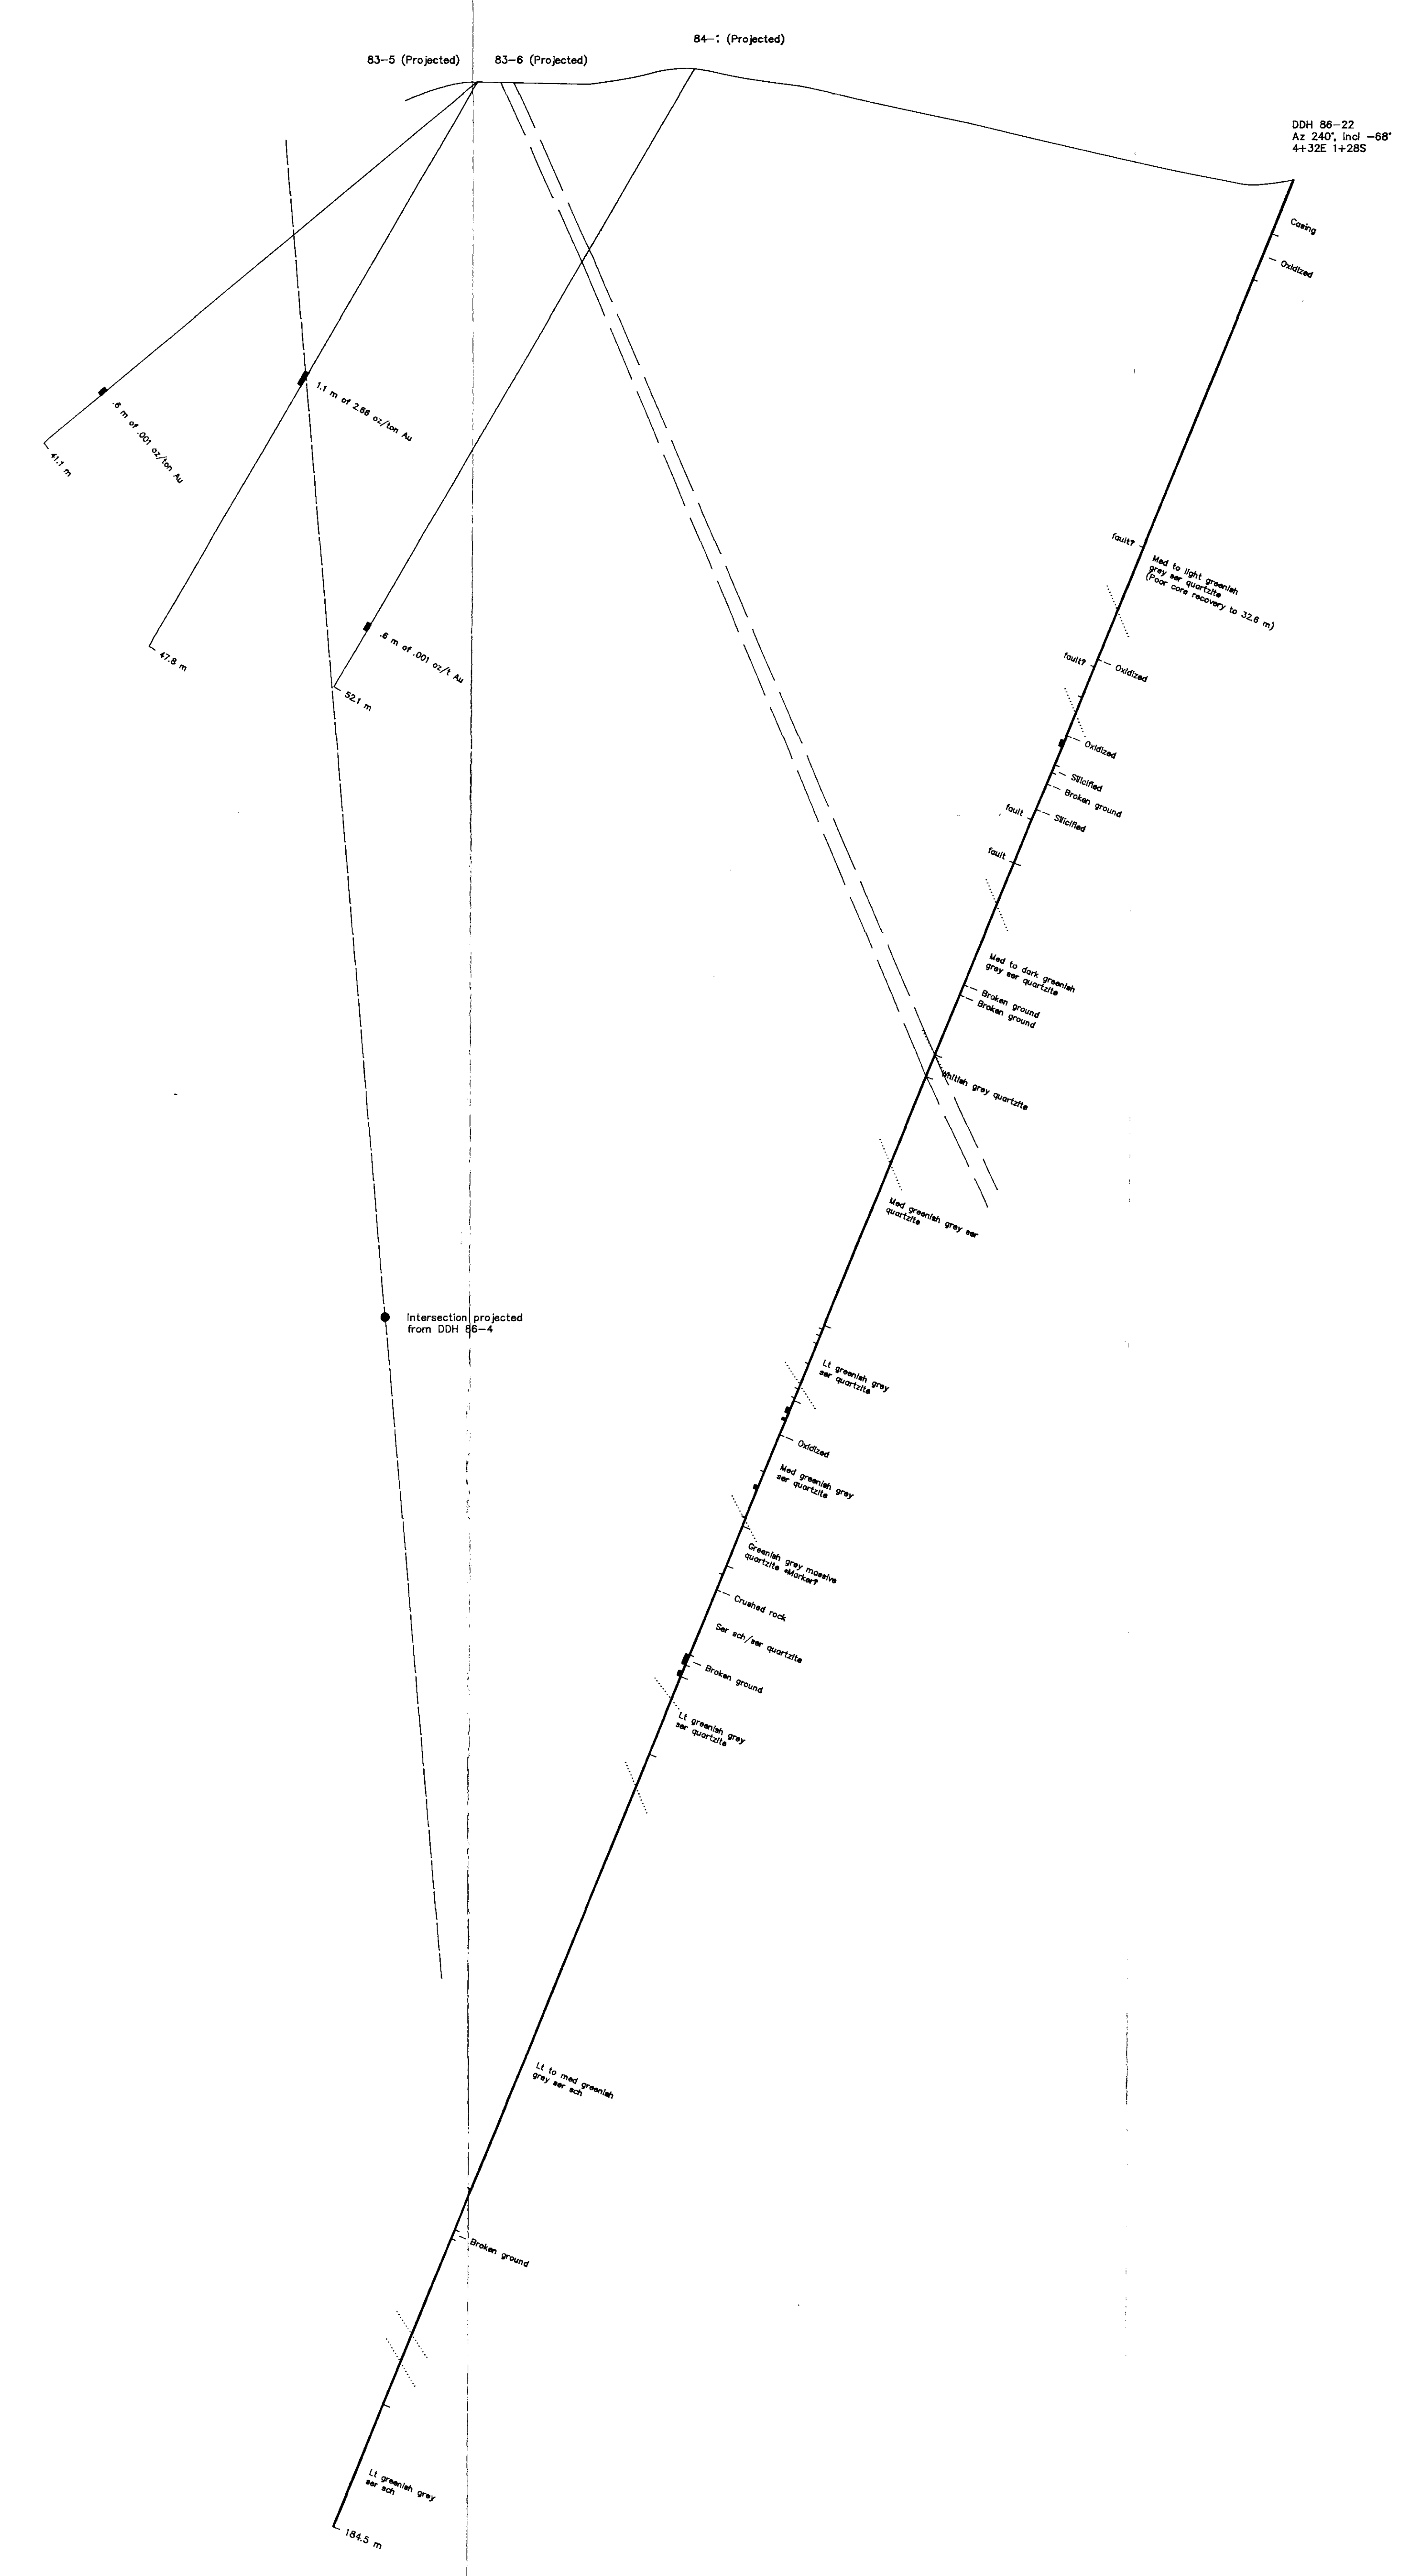 84-1 (Projected)
83-5 (Projected)
83-6 (Projected)
DDH 86-22
Az 240°, Incl -68°
4+32E 1+28S
Casing
Oxidized
1.1 m of 2.66 oz/ton Au
.6 m of .001 oz/ton Au
41.1 m
fault?
Med to light greenish
grey ser quartzite
(Poor core recovery to 32.6 m)
47.8 m
.6 m of .001 oz/t Au
52.1 m
fault?
Oxidized
Oxidized
Silicified
Broken ground
fault
Silicified
fault
Med to dark greenish
grey ser quartzite
Broken ground
Broken ground
Whitish grey quartzite
Med greenish grey ser
quartzite
Intersection projected
from DDH 86-4
Lt greenish grey
ser quartzite
Oxidized
Med greenish grey
ser quartzite
Greenish grey massive
quartzite *Marker?
Crushed rock
Ser sch/ser quartzite
Broken ground
Lt greenish grey
ser quartzite
Lt to med greenish
grey ser sch
Broken ground
Lt greenish grey
ser sch
184.5 m